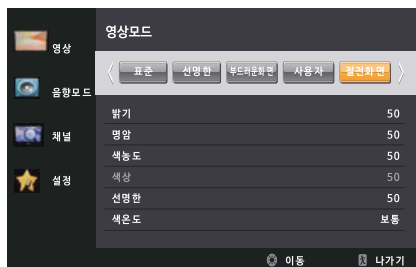 영상모드
영상
음향모드
채널
설정
표준 선명한 부드러운화면 사용자 절전화면
밝기 50
명암 50
색농도 50
색상 50
선명한 50
색온도 보통
이동 나가기